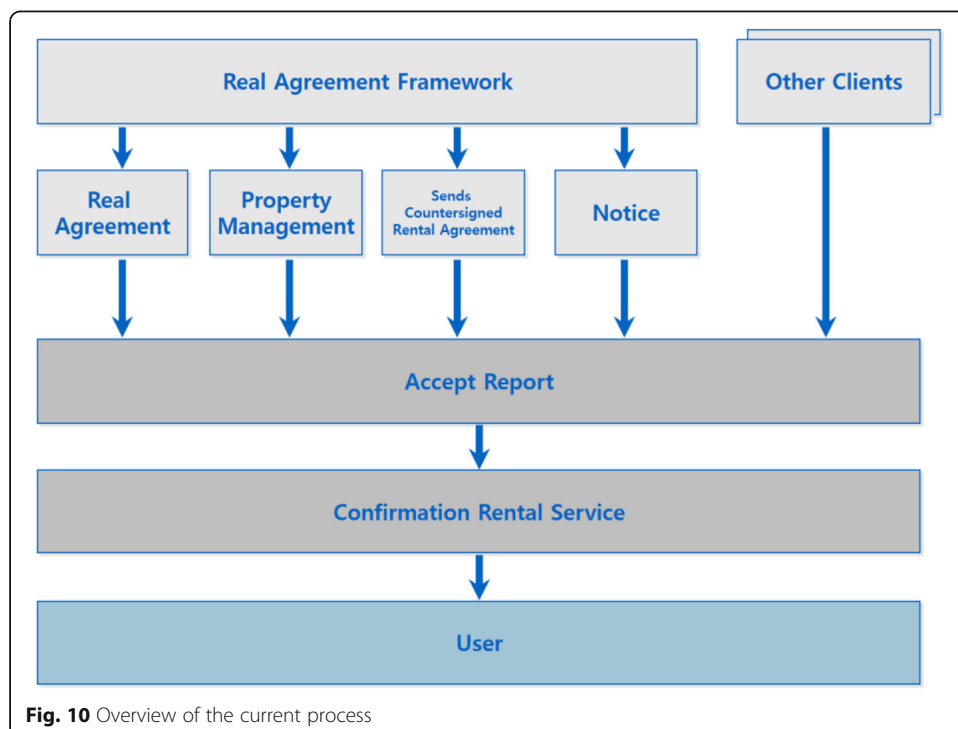 Real Agreement Framework
Other Clients
Real
Agreement
Property
Management
Sends
Countersigned
Rental Agreement
Notice
Accept Report
Confirmation Rental Service
User
Fig. 10 Overview of the current process